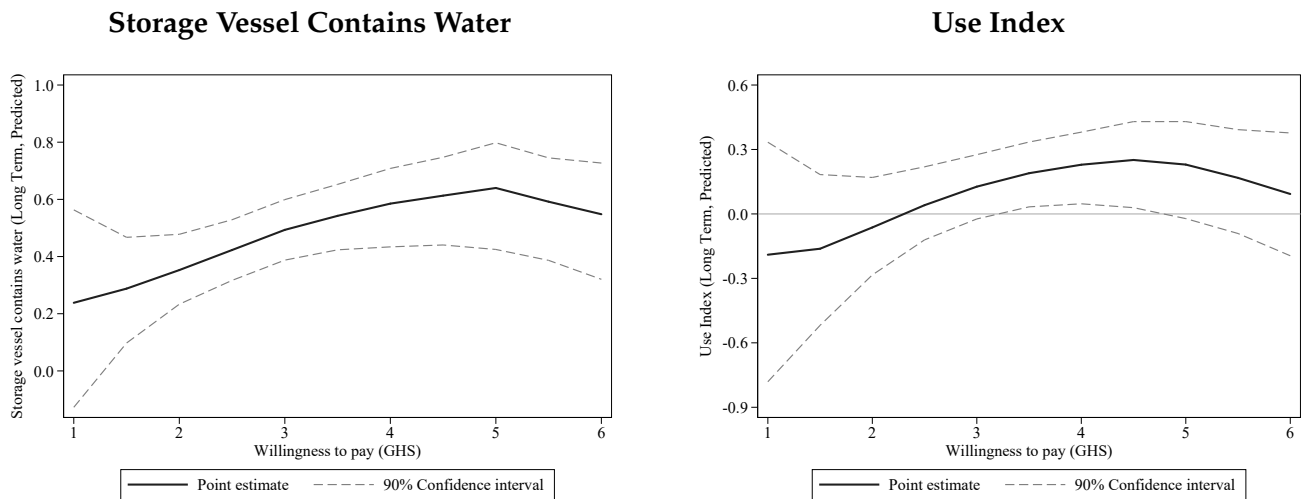 Storage Vessel Contains Water
Storage vessel contains water (Long Term, Predicted)
1.0
0.8
0.6
0.4
0.2
0.0
1 2 3 4 5 6
Willingness to pay (GHS)
Point estimate 90% Confidence interval
Use Index
Use Index (Long Term, Predicted)
0.6
0.3
0.0
-0.3
-0.6
-0.9
1 2 3 4 5 6
Willingness to pay (GHS)
Point estimate 90% Confidence interval